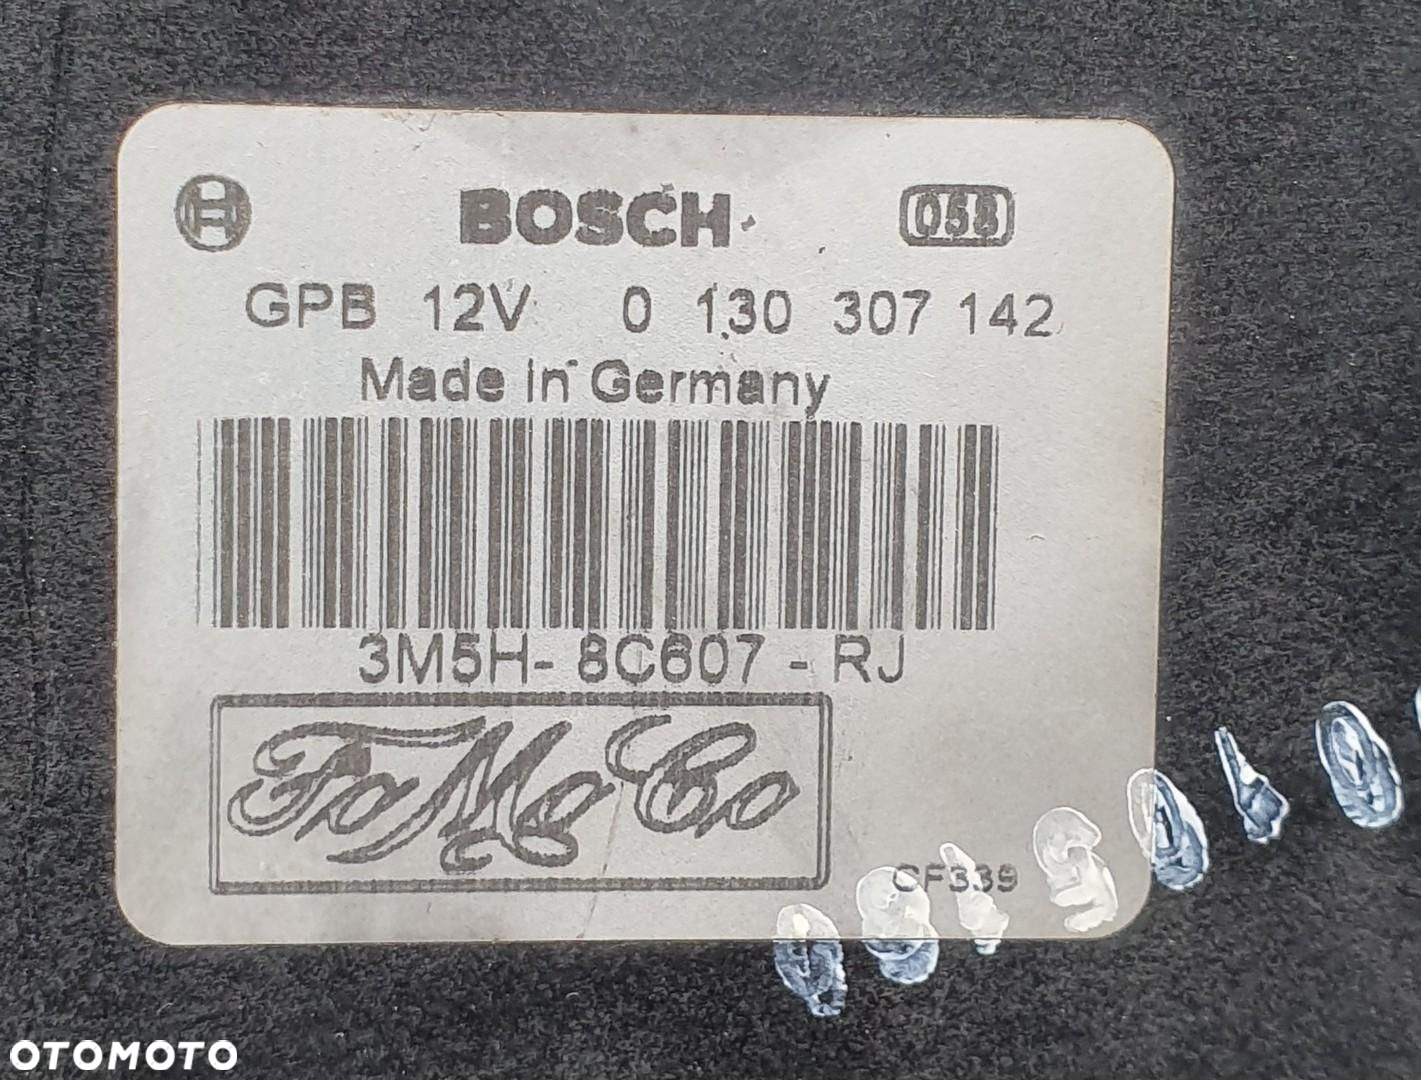 BOSCH 058
GPB 12V 0 130 307 142
Made in Germany
3M5H- 8C607 - RJ
FoMoCo
CF339
OTOMOTO